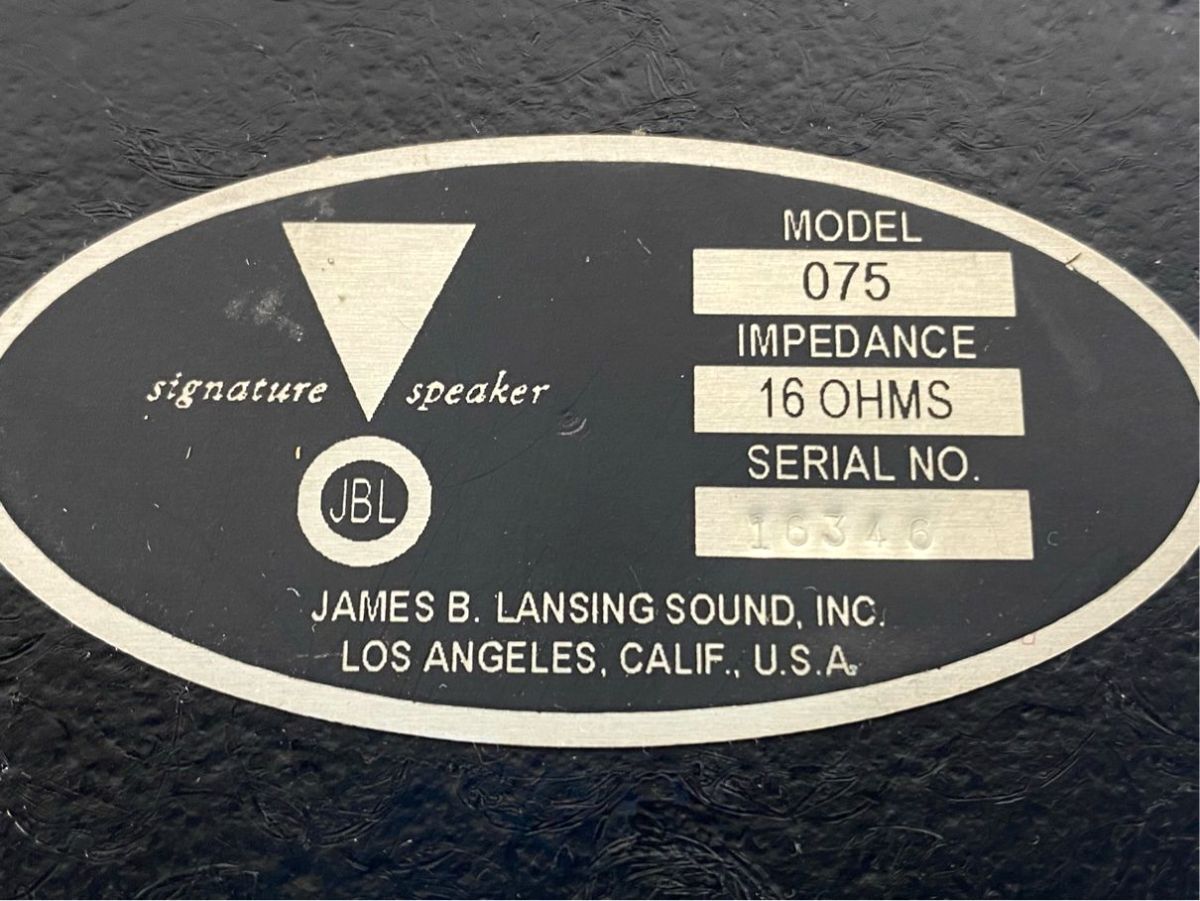 MODEL
075
IMPEDANCE
16 OHMS
signature speaker
SERIAL NO.
16346
JBL
JAMES B. LANSING SOUND, INC.
LOS ANGELES, CALIF., U.S.A.